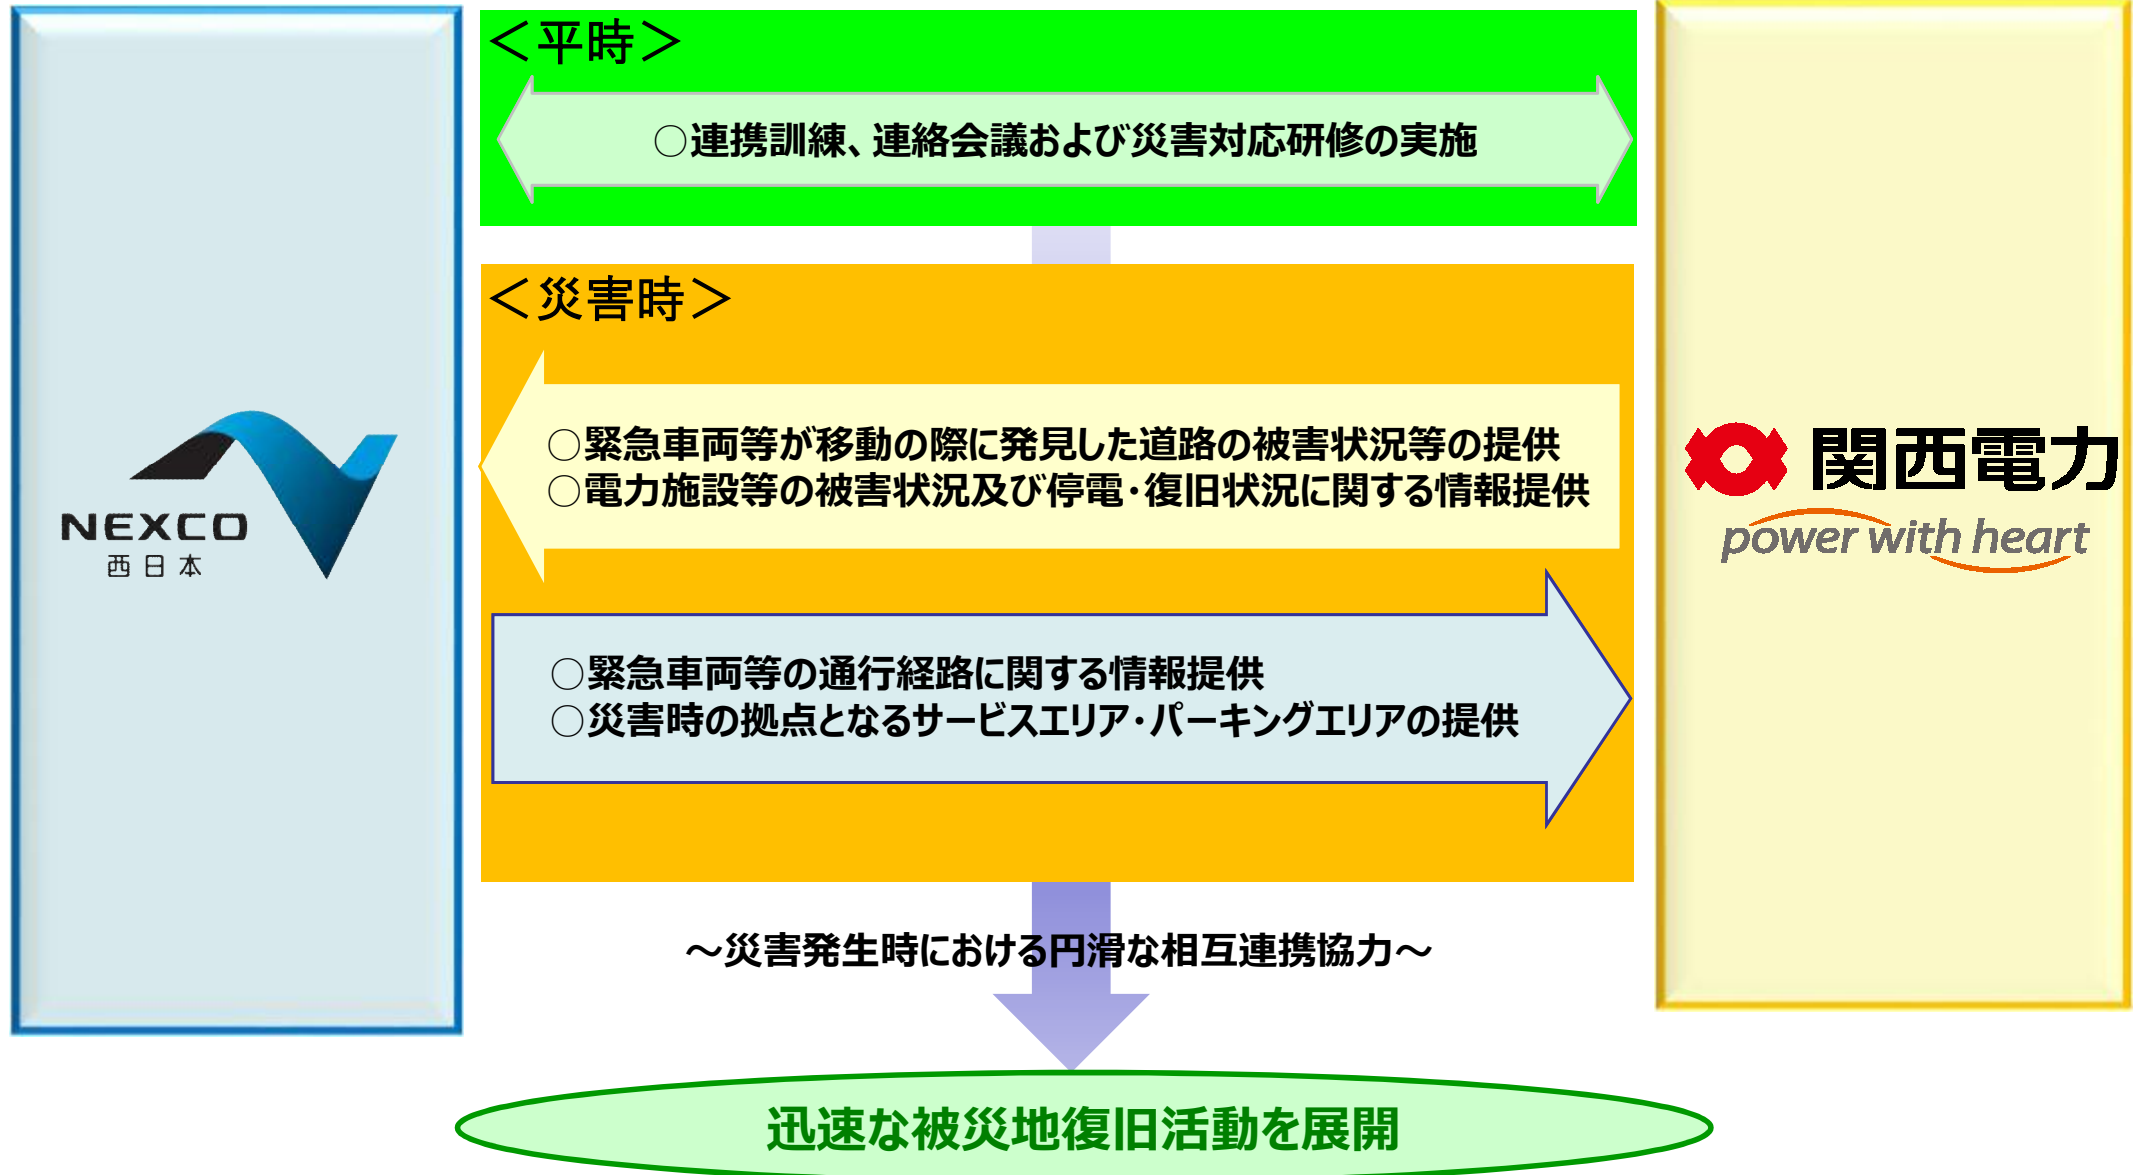 ＜平時＞
○連携訓練、連絡会議および災害対応研修の実施
＜災害時＞
○緊急車両等が移動の際に発見した道路の被害状況等の提供
○電力施設等の被害状況及び停電・復旧状況に関する情報提供
○緊急車両等の通行経路に関する情報提供
○災害時の拠点となるサービスエリア・パーキングエリアの提供
NEXCO
西日本
関西電力
power with heart
～災害発生時における円滑な相互連携協力～
迅速な被災地復旧活動を展開